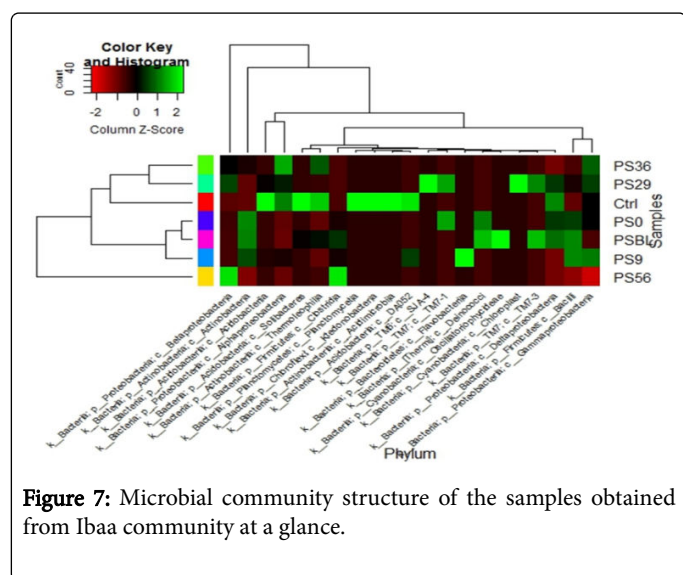 Color Key
and Histogram
Count
0 40
-2 0 1 2
Column Z-Score
PS36
PS29
Ctrl
PS0
PSBL
PS9
PS56
Samples
k__Bacteria; p__Proteobacteria; c__Betaproteobacteria
k__Bacteria; p__Actinobacteria; c__Actinobacteria
k__Bacteria; p__Acidobacteria; c__Acidobacteria
k__Bacteria; p__Proteobacteria; c__Alphaproteobacteria
k__Bacteria; p__Acidobacteria; c__Solibacteres
k__Bacteria; p__Actinobacteria; c__Thermoleophilia
k__Bacteria; p__Firmicutes; c__Clostridia
k__Bacteria; p__Planctomycetes; c__Planctomycetia
k__Bacteria; p__Chloroflexi; c__Ktedonobacteria
k__Bacteria; p__Actinobacteria; c__Acidimicrobiia
k__Bacteria; p__Acidobacteria; c__DA052
k__Bacteria; p__TM6; c__SJA-4
k__Bacteria; p__TM7; c__TM7-1
k__Bacteria; p__Bacteroidetes; c__Flavobacteriia
k__Bacteria; p__Thermi; c__Deinococci
k__Bacteria; p__Cyanobacteria; c__Oscillatoriophycideae
k__Bacteria; p__Cyanobacteria; c__Chloroplast
k__Bacteria; p__TM7; c__TM7-3
k__Bacteria; p__Proteobacteria; c__Deltaproteobacteria
k__Bacteria; p__Firmicutes; c__Bacilli
k__Bacteria; p__Proteobacteria; c__Gammaproteobacteria
Phylum
Figure 7: Microbial community structure of the samples obtained
from Ibaa community at a glance.